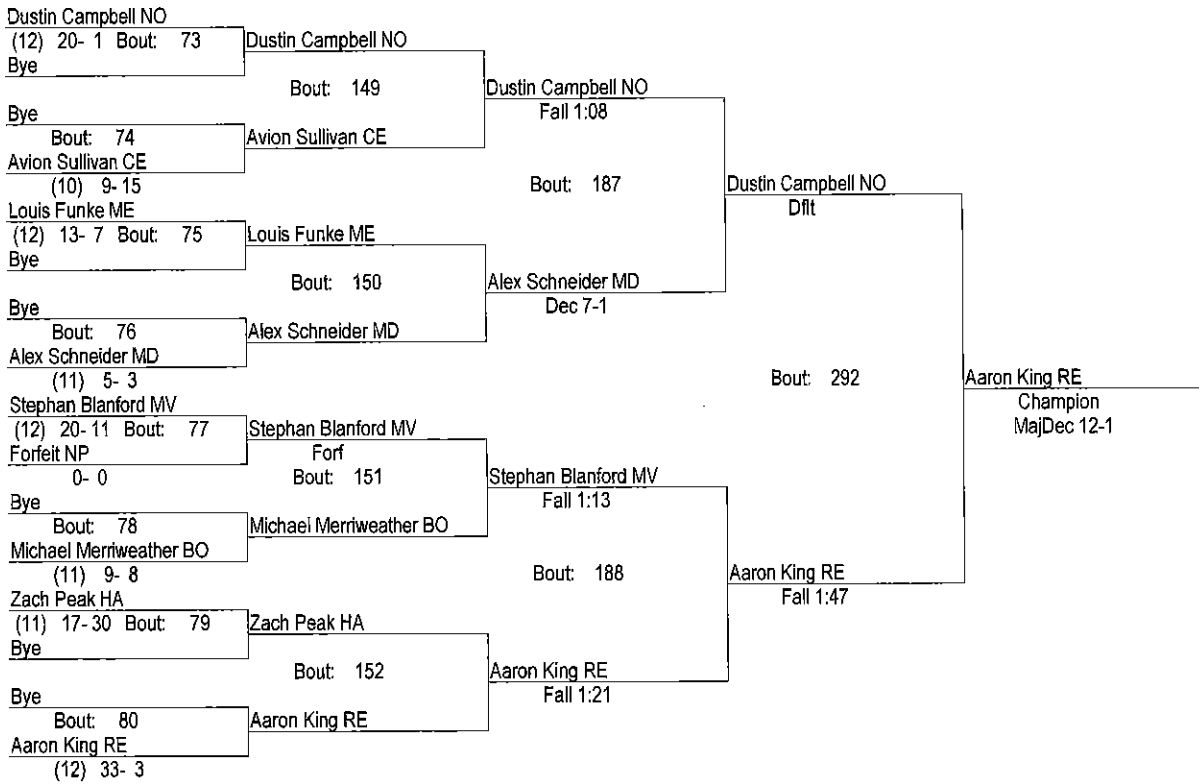 Dustin Campbell NO
(12) 20- 1 Bout: 73
Bye
Dustin Campbell NO
Bout: 149
Bye
Bout: 74
Avion Sullivan CE
(10) 9- 15
Avion Sullivan CE
Dustin Campbell NO
Fall 1:08
Bout: 187
Louis Funke ME
(12) 13- 7 Bout: 75
Bye
Louis Funke ME
Bout: 150
Bye
Bout: 76
Alex Schneider MD
(11) 5- 3
Alex Schneider MD
Alex Schneider MD
Dec 7-1
Dustin Campbell NO
Dflt
Bout: 292
Stephan Blanford MV
(12) 20- 11 Bout: 77
Forfeit NP
0- 0
Stephan Blanford MV
Forf
Bout: 151
Bye
Bout: 78
Michael Merriweather BO
(11) 9- 8
Michael Merriweather BO
Stephan Blanford MV
Fall 1:13
Bout: 188
Zach Peak HA
(11) 17- 30 Bout: 79
Bye
Zach Peak HA
Bout: 152
Bye
Bout: 80
Aaron King RE
(12) 33- 3
Aaron King RE
Aaron King RE
Fall 1:21
Aaron King RE
Fall 1:47
Aaron King RE
Champion
MajDec 12-1